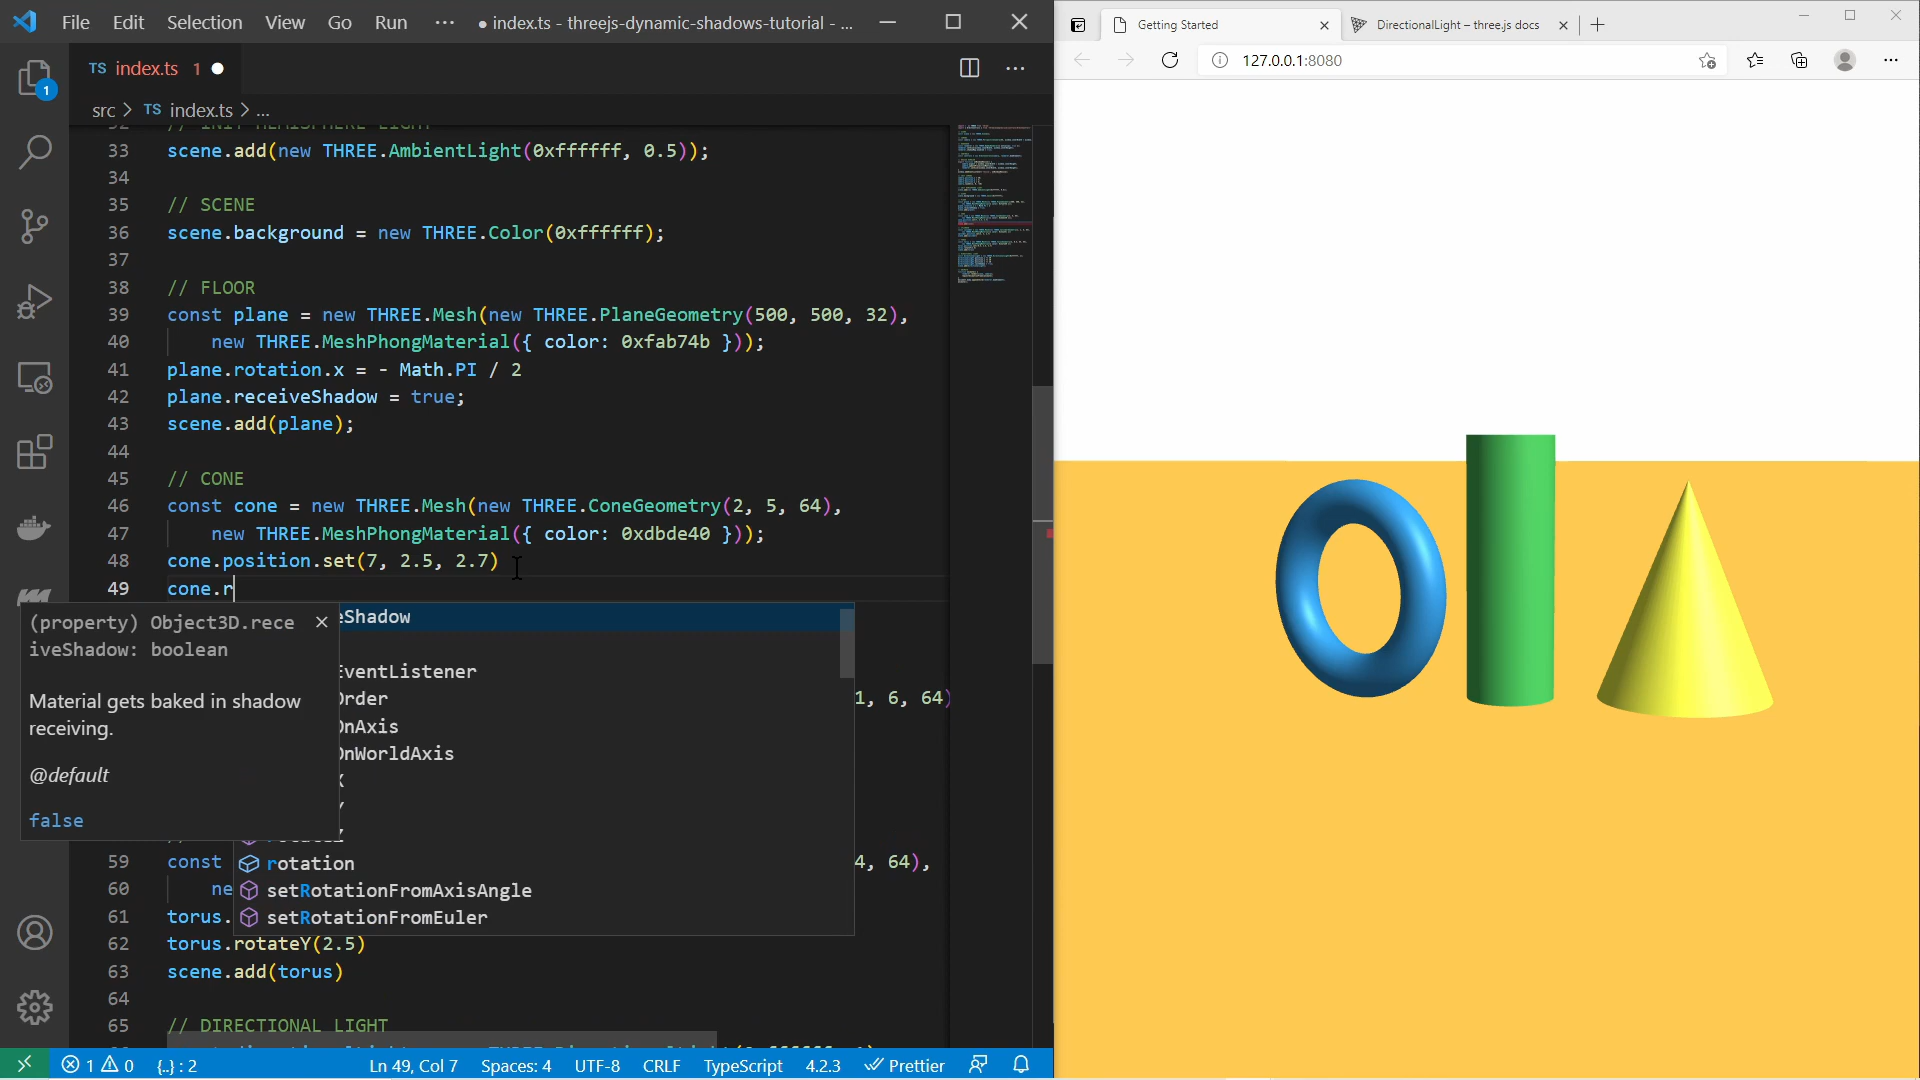 File Edit Selection View Go Run ··· ● index.ts - threejs-dynamic-shadows-tutorial - ...
TS index.ts 1 ●
src > TS index.ts > ...
33 scene.add(new THREE.AmbientLight(0xffffff, 0.5));
34
35 // SCENE
36 scene.background = new THREE.Color(0xffffff);
37
38 // FLOOR
39 const plane = new THREE.Mesh(new THREE.PlaneGeometry(500, 500, 32),
40 new THREE.MeshPhongMaterial({ color: 0xfab74b }));
41 plane.rotation.x = - Math.PI / 2
42 plane.receiveShadow = true;
43 scene.add(plane);
44
45 // CONE
46 const cone = new THREE.Mesh(new THREE.ConeGeometry(2, 5, 64),
47 new THREE.MeshPhongMaterial({ color: 0xdbde40 }));
48 cone.position.set(7, 2.5, 2.7)
49 cone.r
(property) Object3D.rece
iveShadow: boolean
Material gets baked in shadow
receiving.
@default
false
eShadow
EventListener
Order
OnAxis
OnWorldAxis
X
Y
rotation
setRotationFromAxisAngle
setRotationFromEuler
1, 6, 64)
59 const
4, 64),
60 ne
61 torus.
62 torus.rotateY(2.5)
63 scene.add(torus)
64
65 // DIRECTIONAL LIGHT
1
1 0 {..} : 2 Ln 49, Col 7 Spaces: 4 UTF-8 CRLF TypeScript 4.2.3 Prettier
Getting Started
DirectionalLight – three.js docs
127.0.0.1:8080